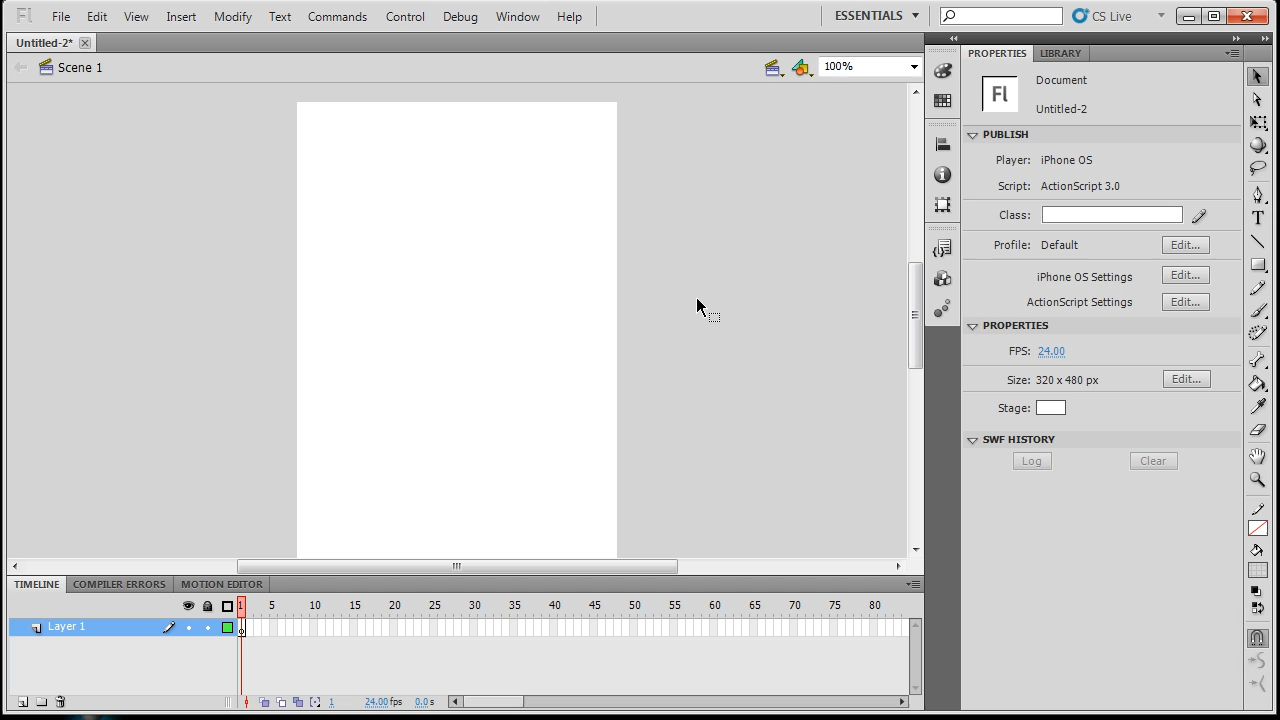 Fl File Edit View Insert Modify Text Commands Control Debug Window Help ESSENTIALS CS Live
Untitled-2*
Scene 1 100%
PROPERTIES LIBRARY
Fl Document
Untitled-2
PUBLISH
Player: iPhone OS
Script: ActionScript 3.0
Class:
Profile: Default Edit...
iPhone OS Settings Edit...
ActionScript Settings Edit...
PROPERTIES
FPS: 24.00
Size: 320 x 480 px Edit...
Stage:
SWF HISTORY
Log Clear
T
TIMELINE COMPILER ERRORS MOTION EDITOR
1 5 10 15 20 25 30 35 40 45 50 55 60 65 70 75 80
Layer 1
1 24.00 fps 0.0 s